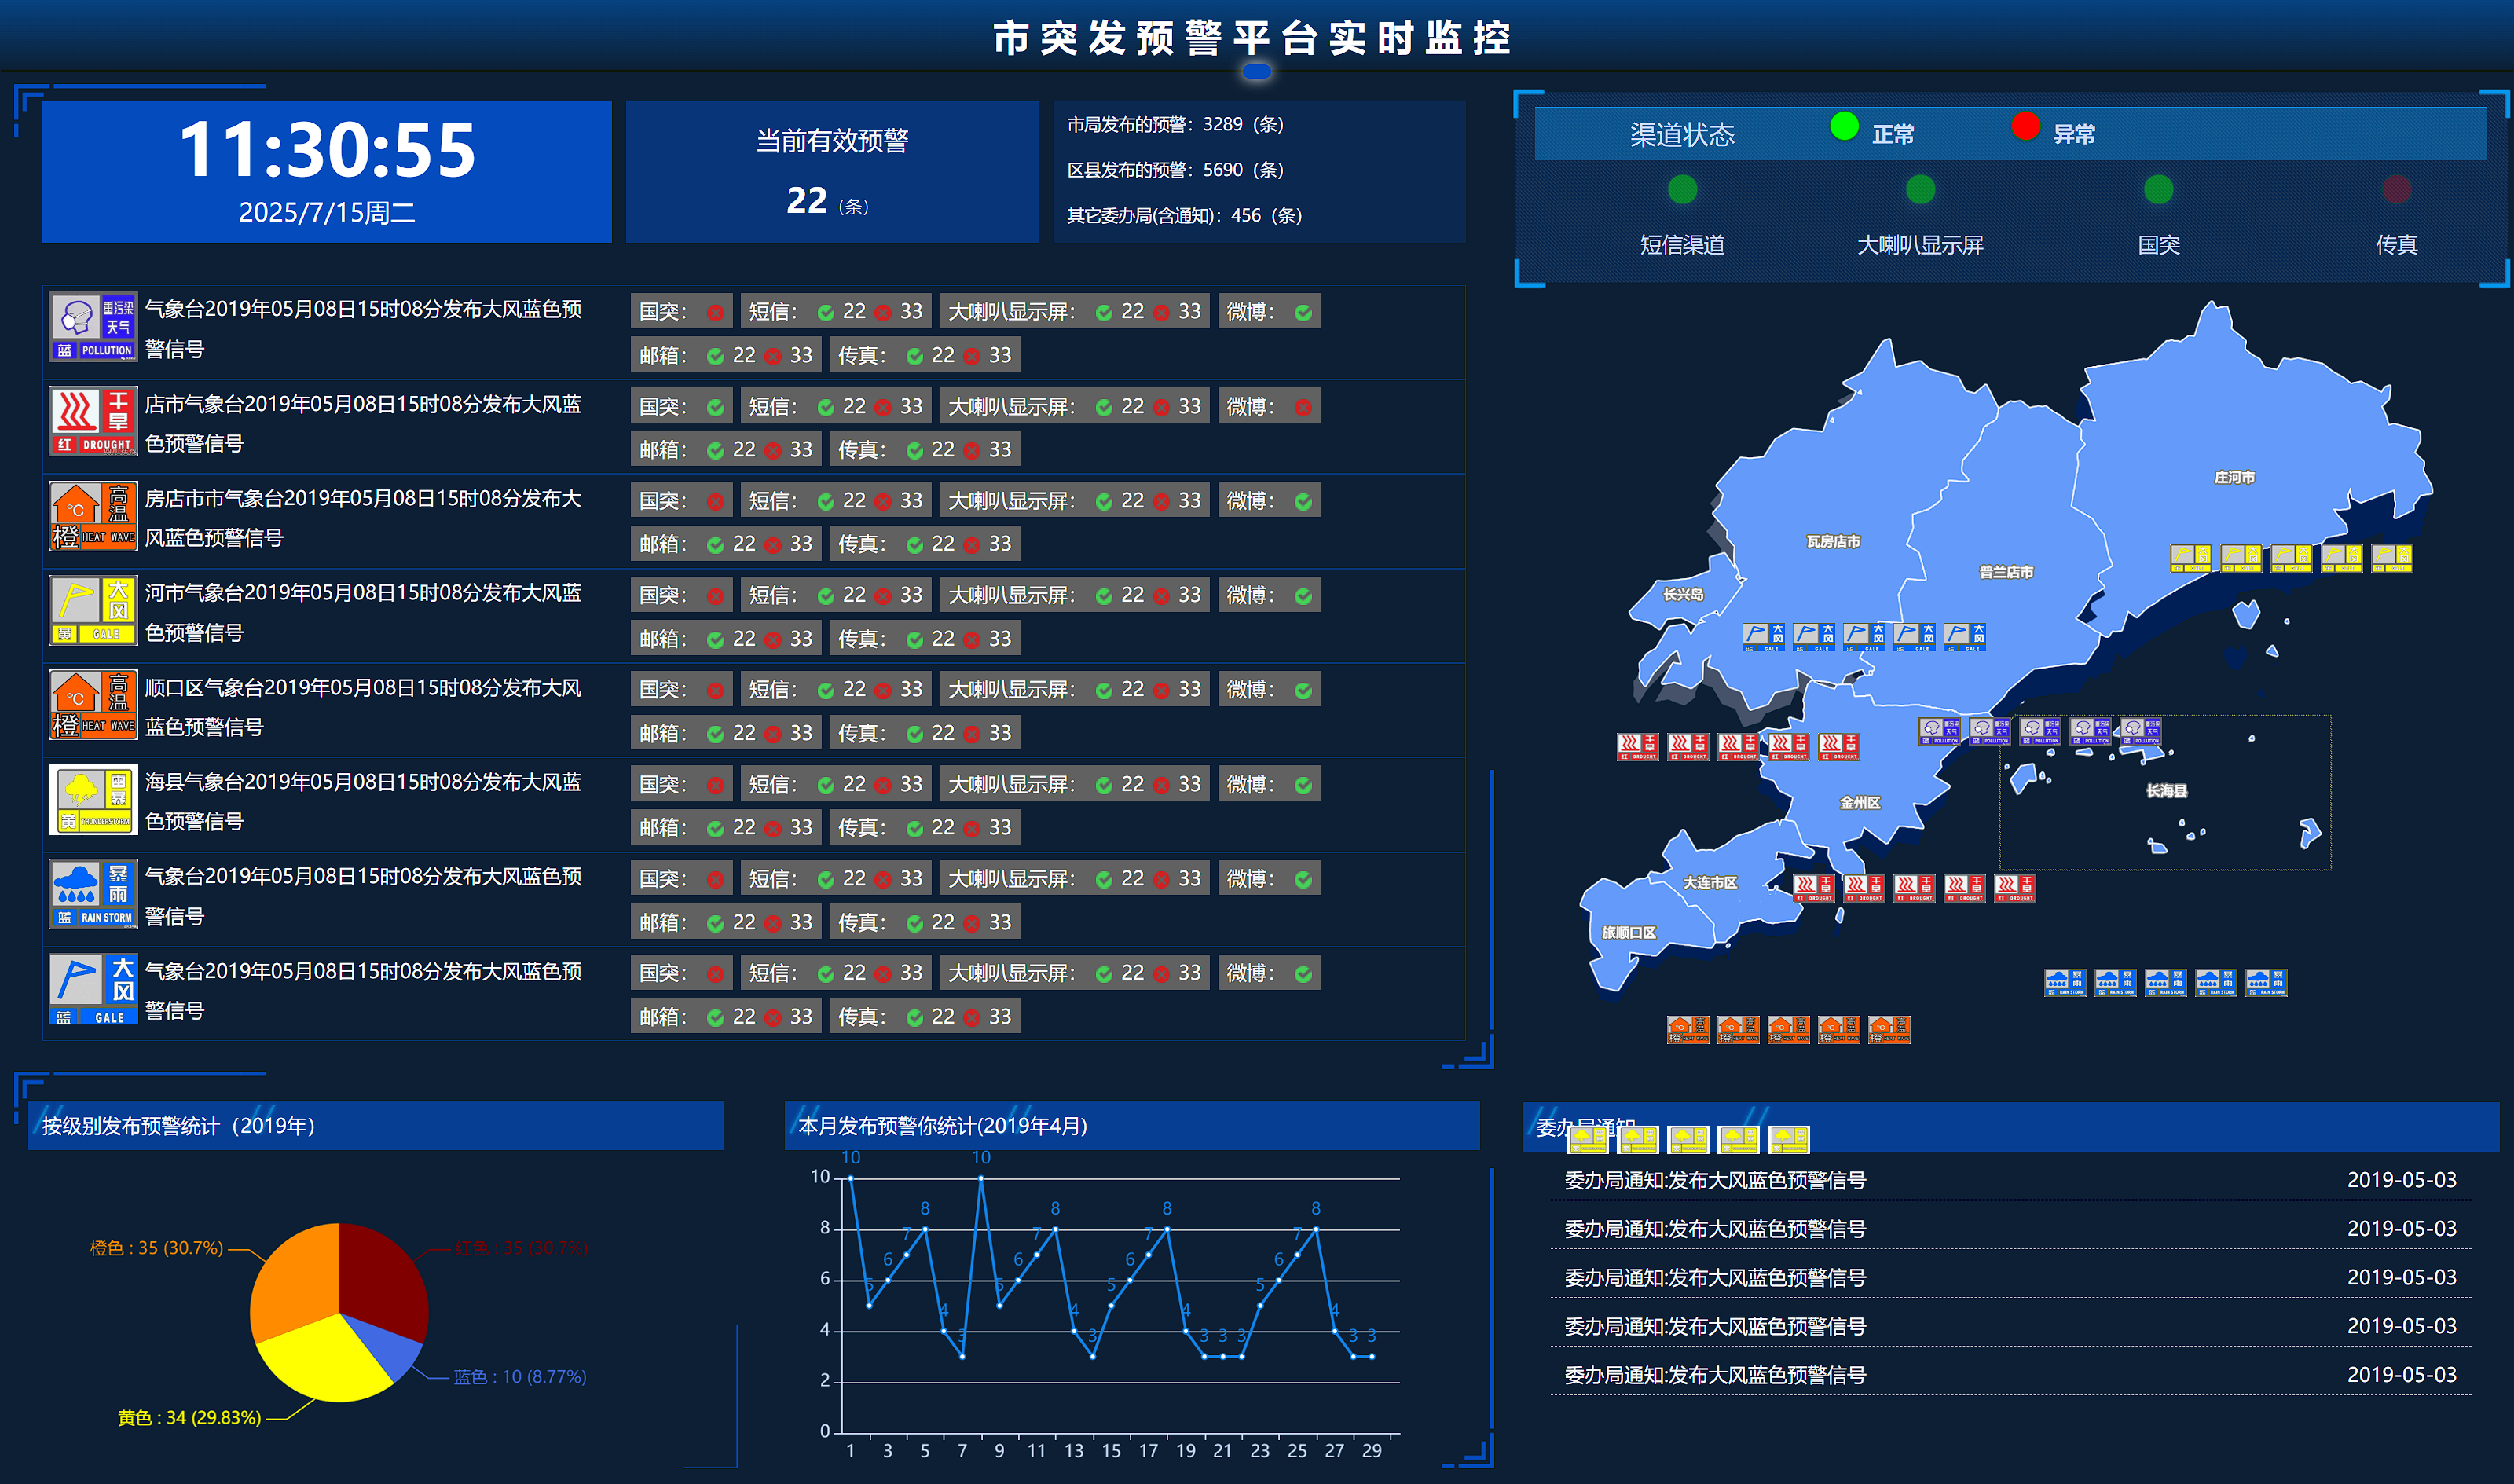 市突发预警平台实时监控
11:30:55
2025/7/15周二
当前有效预警
22（条）
市局发布的预警：3289（条）
区县发布的预警：5690（条）
其它委办局(含通知)：456（条）
渠道状态 正常 异常
短信渠道 大喇叭显示屏 国突 传真
重污染
天气
蓝 POLLUTION
气象台2019年05月08日15时08分发布大风蓝色预
警信号
国突： 短信： 22 33 大喇叭显示屏： 22 33 微博：
邮箱： 22 33 传真： 22 33
干旱
红 DROUGHT
店市气象台2019年05月08日15时08分发布大风蓝
色预警信号
国突： 短信： 22 33 大喇叭显示屏： 22 33 微博：
邮箱： 22 33 传真： 22 33
℃ 高温
橙 HEAT WAVE
房店市市气象台2019年05月08日15时08分发布大
风蓝色预警信号
国突： 短信： 22 33 大喇叭显示屏： 22 33 微博：
邮箱： 22 33 传真： 22 33
大风
黄 GALE
河市气象台2019年05月08日15时08分发布大风蓝
色预警信号
国突： 短信： 22 33 大喇叭显示屏： 22 33 微博：
邮箱： 22 33 传真： 22 33
℃ 高温
橙 HEAT WAVE
顺口区气象台2019年05月08日15时08分发布大风
蓝色预警信号
国突： 短信： 22 33 大喇叭显示屏： 22 33 微博：
邮箱： 22 33 传真： 22 33
雷暴
黄 THUNDERSTORM
海县气象台2019年05月08日15时08分发布大风蓝
色预警信号
国突： 短信： 22 33 大喇叭显示屏： 22 33 微博：
邮箱： 22 33 传真： 22 33
暴雨
蓝 RAIN STORM
气象台2019年05月08日15时08分发布大风蓝色预
警信号
国突： 短信： 22 33 大喇叭显示屏： 22 33 微博：
邮箱： 22 33 传真： 22 33
大风
蓝 GALE
气象台2019年05月08日15时08分发布大风蓝色预
警信号
国突： 短信： 22 33 大喇叭显示屏： 22 33 微博：
邮箱： 22 33 传真： 22 33
庄河市
瓦房店市
普兰店市
长兴岛
长海县
金州区
大连市区
旅顺口区
按级别发布预警统计（2019年）
橙色 : 35 (30.7%)
红色 : 35 (30.7%)
蓝色 : 10 (8.77%)
黄色 : 34 (29.83%)
本月发布预警你统计(2019年4月)
10 8 6 4 2 0
10 5 6 7 8 4 3 10 5 6 7 8 4 3 5 6 7 8 4 3 3 3 5 6 7 8 4 3 3
1 3 5 7 9 11 13 15 17 19 21 23 25 27 29
委办局通知
委办局通知:发布大风蓝色预警信号 2019-05-03
委办局通知:发布大风蓝色预警信号 2019-05-03
委办局通知:发布大风蓝色预警信号 2019-05-03
委办局通知:发布大风蓝色预警信号 2019-05-03
委办局通知:发布大风蓝色预警信号 2019-05-03